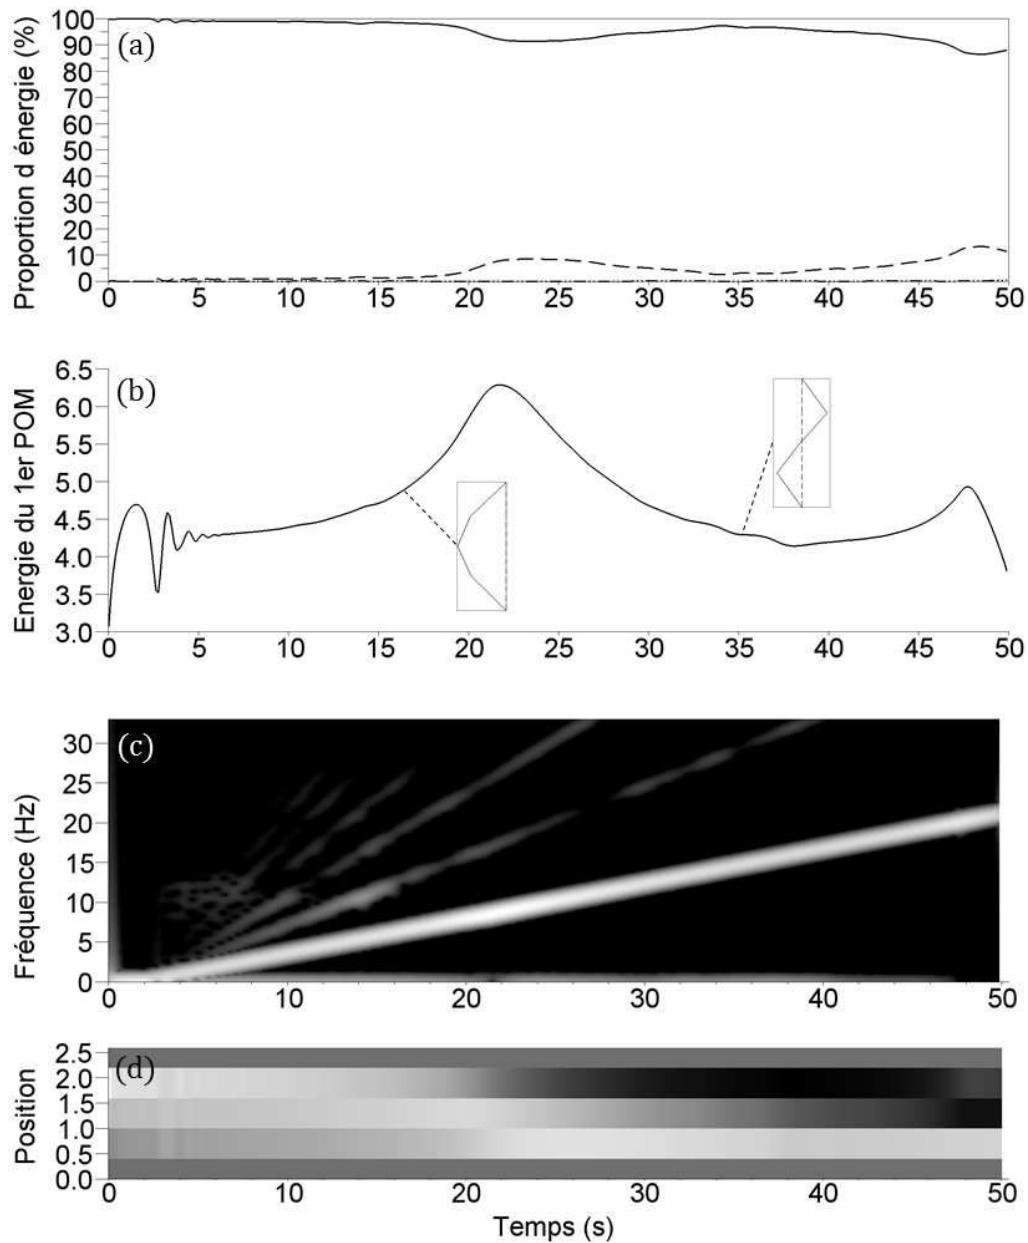 (a)
Proportion d énergie (%)
100
90
80
70
60
50
40
30
20
10
0
0 5 10 15 20 25 30 35 40 45 50
(b)
Energie du 1er POM
6.5
6.0
5.5
5.0
4.5
4.0
3.5
3.0
0 5 10 15 20 25 30 35 40 45 50
(c)
Fréquence (Hz)
30
25
20
15
10
5
0
0 10 20 30 40 50
(d)
Position
2.5
2.0
1.5
1.0
0.5
0.0
0 10 20 30 40 50
Temps (s)